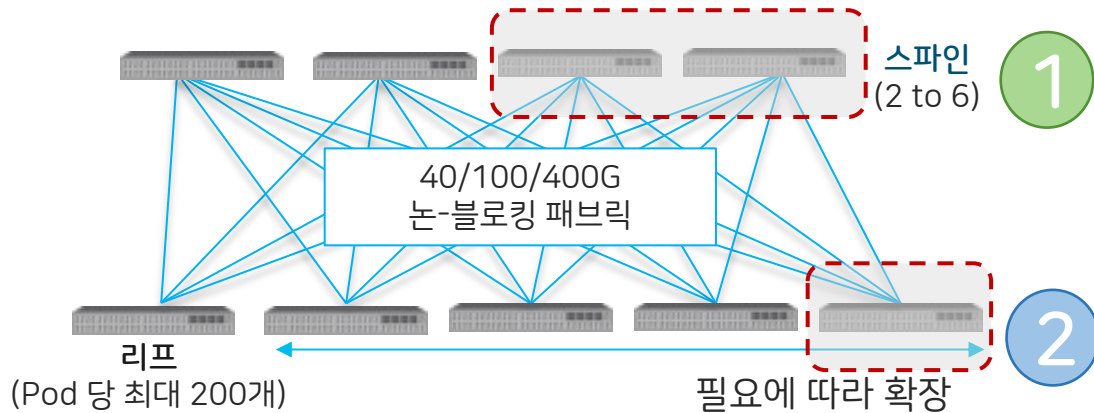 스파인
(2 to 6)
1
40/100/400G
논-블로킹 패브릭
리프
(Pod 당 최대 200개)
필요에 따라 확장
2